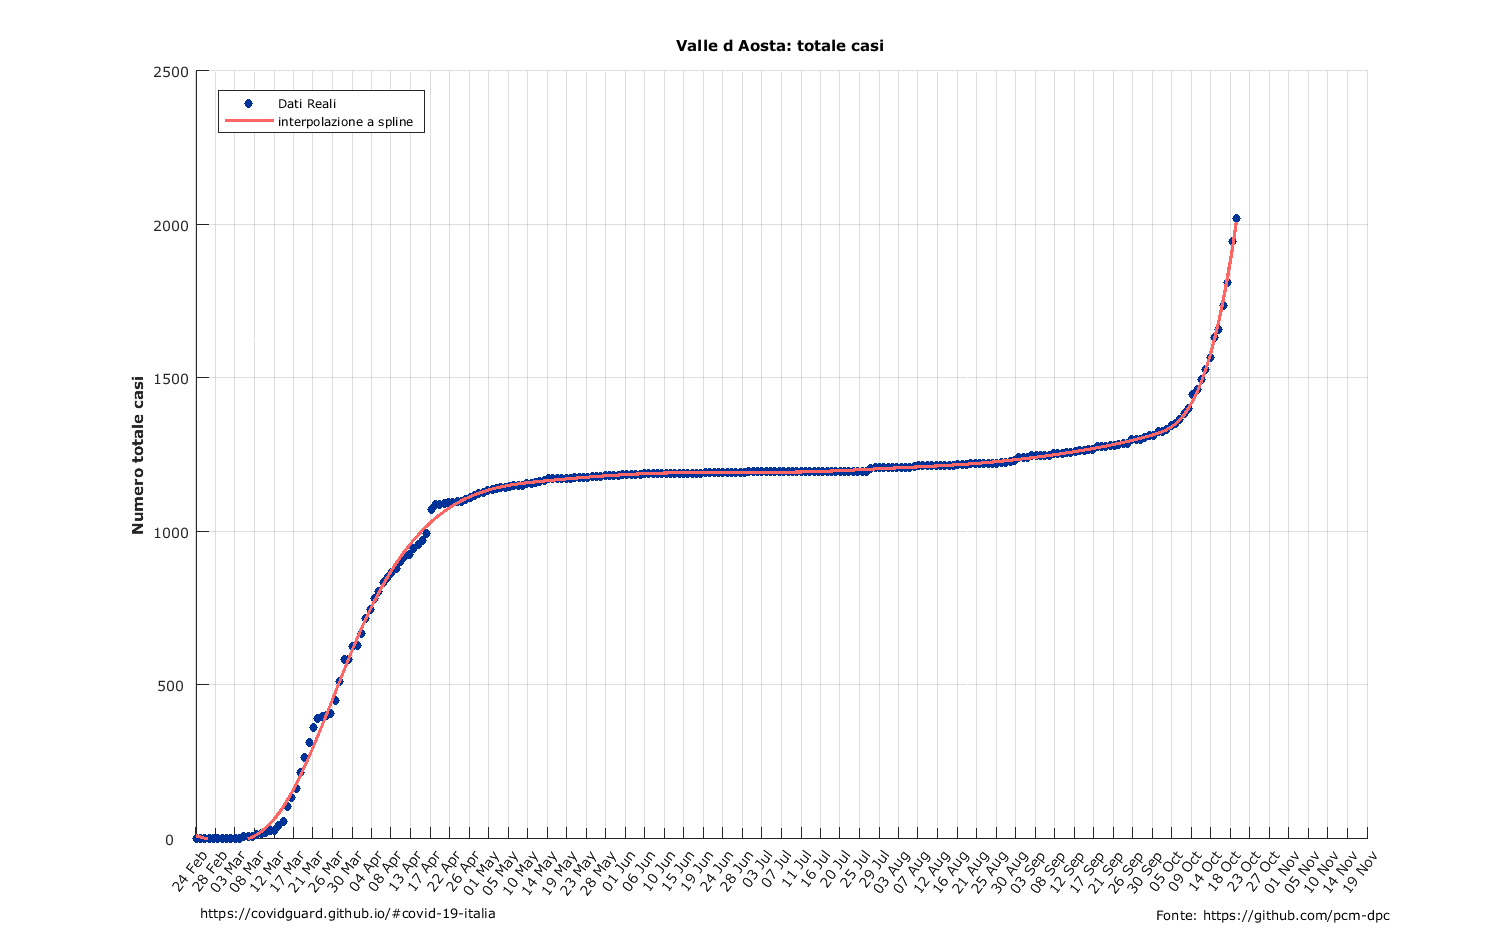 Valle d Aosta: totale casi
2500
2000
1500
1000
500
0
Numero totale casi
Dati Reali
interpolazione a spline
24 Feb
28 Feb
03 Mar
08 Mar
12 Mar
17 Mar
21 Mar
26 Mar
30 Mar
04 Apr
08 Apr
13 Apr
17 Apr
22 Apr
26 Apr
01 May
05 May
10 May
14 May
19 May
23 May
28 May
01 Jun
06 Jun
10 Jun
15 Jun
19 Jun
24 Jun
28 Jun
03 Jul
07 Jul
11 Jul
16 Jul
20 Jul
25 Jul
29 Jul
03 Aug
07 Aug
12 Aug
16 Aug
21 Aug
25 Aug
30 Aug
03 Sep
08 Sep
12 Sep
17 Sep
21 Sep
26 Sep
30 Sep
05 Oct
09 Oct
14 Oct
18 Oct
23 Oct
27 Oct
01 Nov
05 Nov
10 Nov
14 Nov
19 Nov
https://covidguard.github.io/#covid-19-italia
Fonte: https://github.com/pcm-dpc